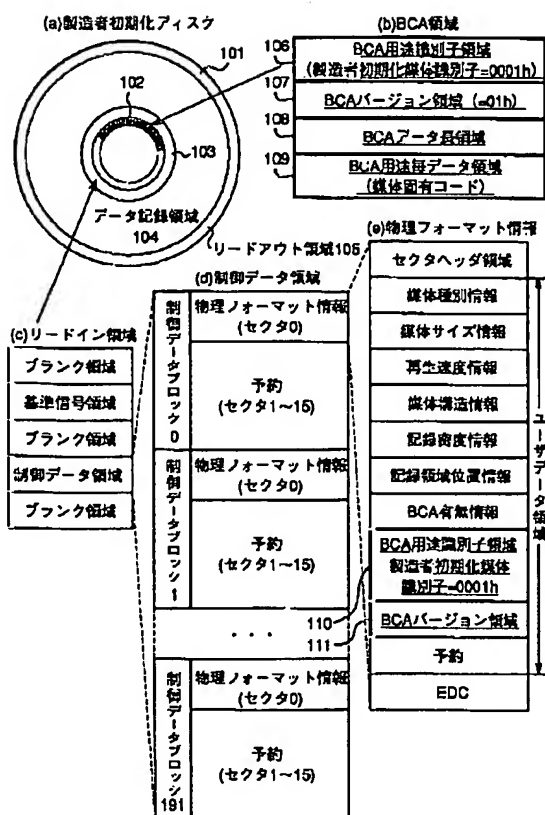 (a)製造者初期化ディスク
101
102
103
データ記録領域
104
リードアウト領域105
(b)BCA領域
106
BCA用途識別子領域
(製造者初期化媒体識別子=0001h)
107
BCAバージョン領域(=01h)
108
BCAデータ長領域
109
BCA用途毎データ領域
(媒体固有コード)
(c)リードイン領域
ブランク領域
基準信号領域
ブランク領域
制御データ領域
ブランク領域
(d)制御データ領域
制御データブロック0
物理フォーマット情報
(セクタ0)
予約
(セクタ1~15)
制御データブロック1
物理フォーマット情報
(セクタ0)
予約
(セクタ1~15)
・・・
制御データブロック191
物理フォーマット情報
(セクタ0)
予約
(セクタ1~15)
(e)物理フォーマット情報
セクタヘッダ領域
媒体種別情報
媒体サイズ情報
再生速度情報
媒体構造情報
記録密度情報
記録領域位置情報
BCA有無情報
110
BCA用途識別子領域
製造者初期化媒体
識別子=0001h
111
BCAバージョン領域
予約
EDC
ユーザデータ領域